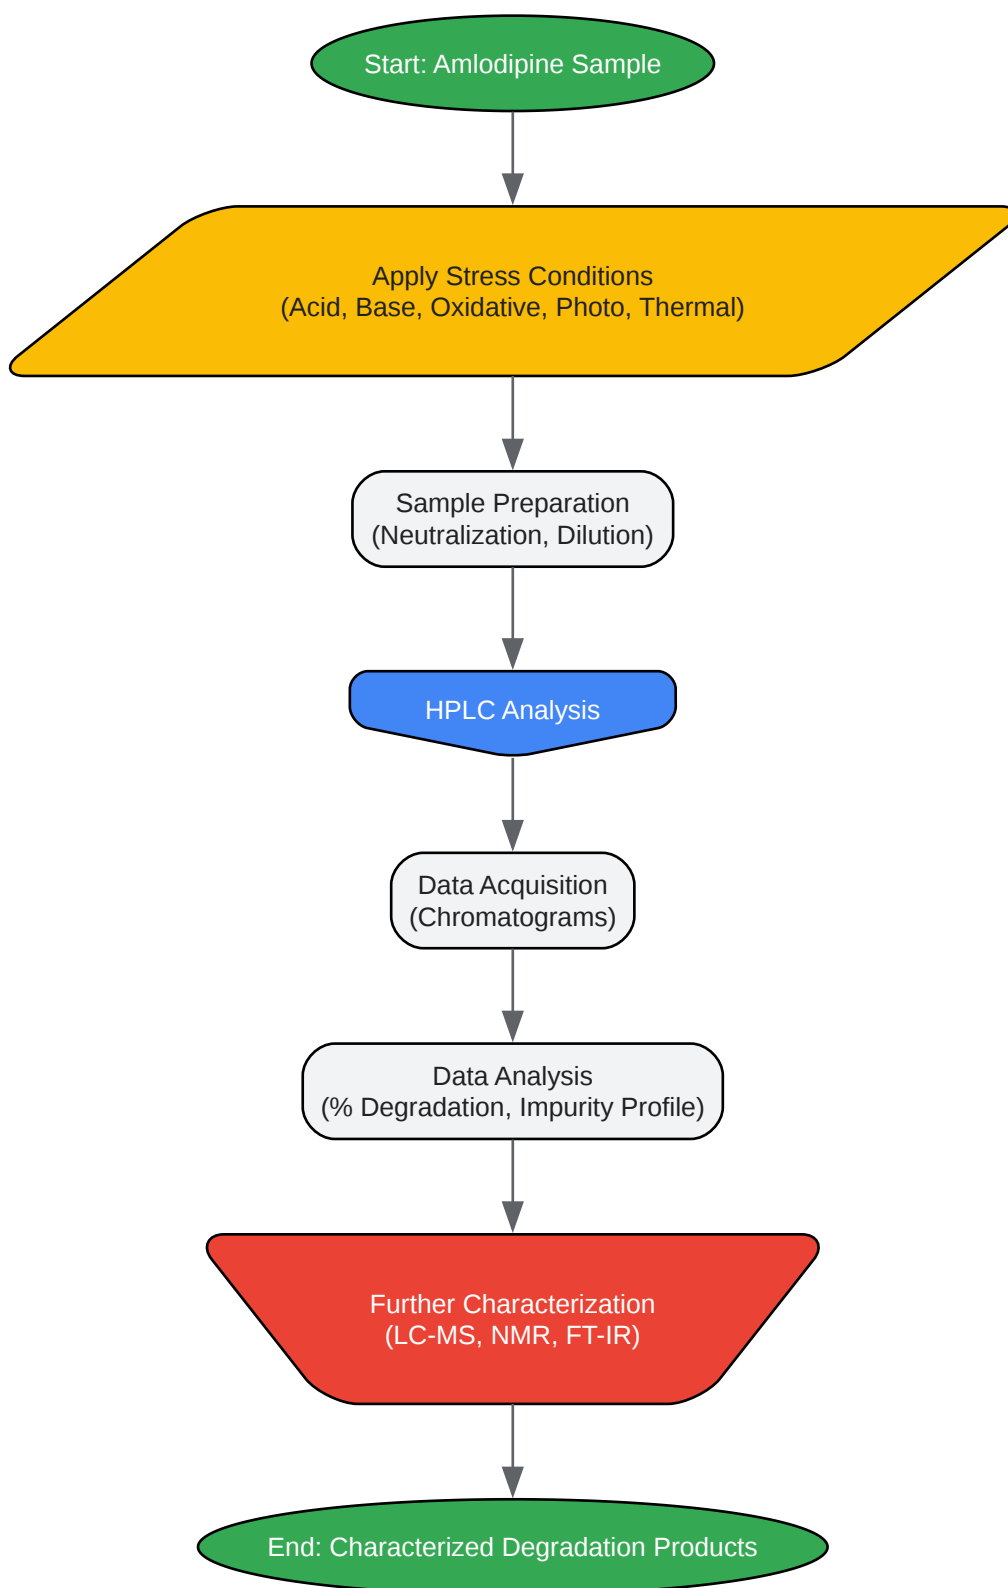 Start: Amlodipine Sample
Apply Stress Conditions
(Acid, Base, Oxidative, Photo, Thermal)
Sample Preparation
(Neutralization, Dilution)
HPLC Analysis
Data Acquisition
(Chromatograms)
Data Analysis
(% Degradation, Impurity Profile)
Further Characterization
(LC-MS, NMR, FT-IR)
End: Characterized Degradation Products